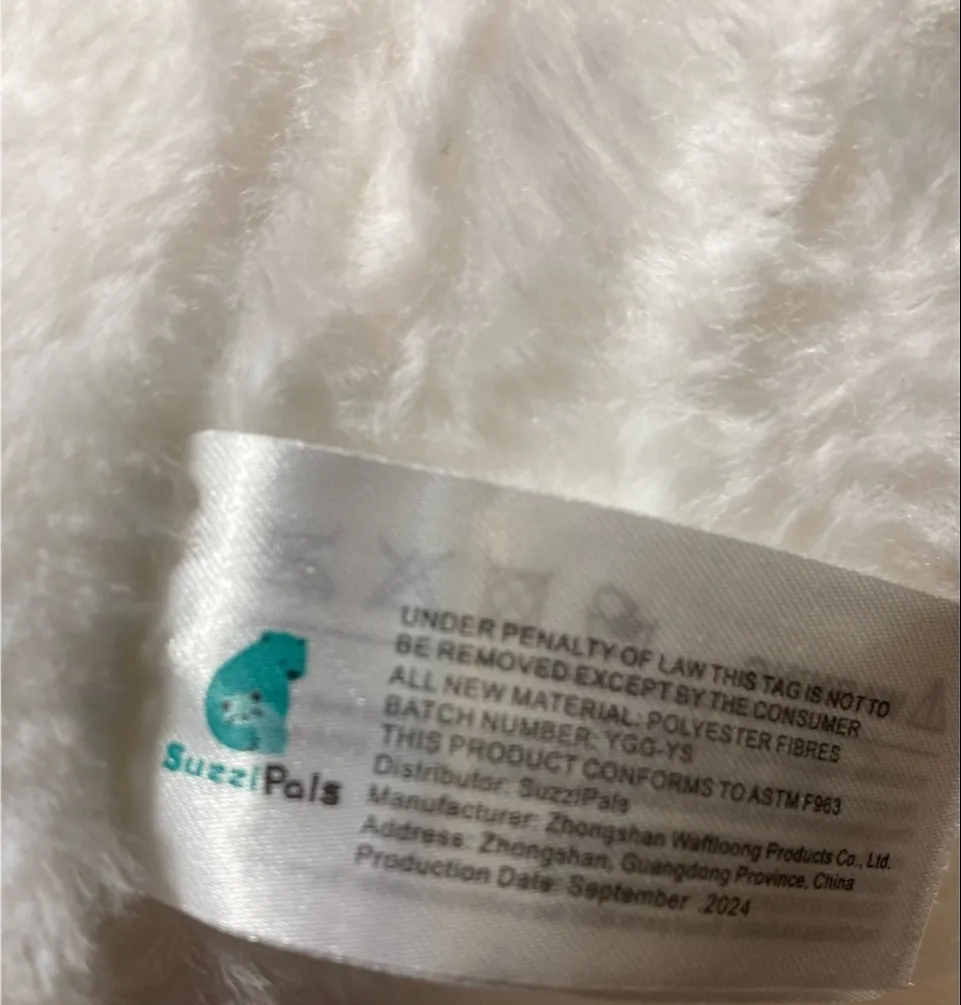 UNDER PENALTY OF LAW THIS TAG IS NOT TO
BE REMOVED EXCEPT BY THE CONSUMER
ALL NEW MATERIAL: POLYESTER FIBRES
BATCH NUMBER: YGG-YS
THIS PRODUCT CONFORMS TO ASTM F963
Distributor: SuzziPals
Manufacturer: Zhongshan Waftloong Products Co., Ltd.
Address: Zhongshan, Guangdong Province, China
Production Date: September .2024
SuzziPals